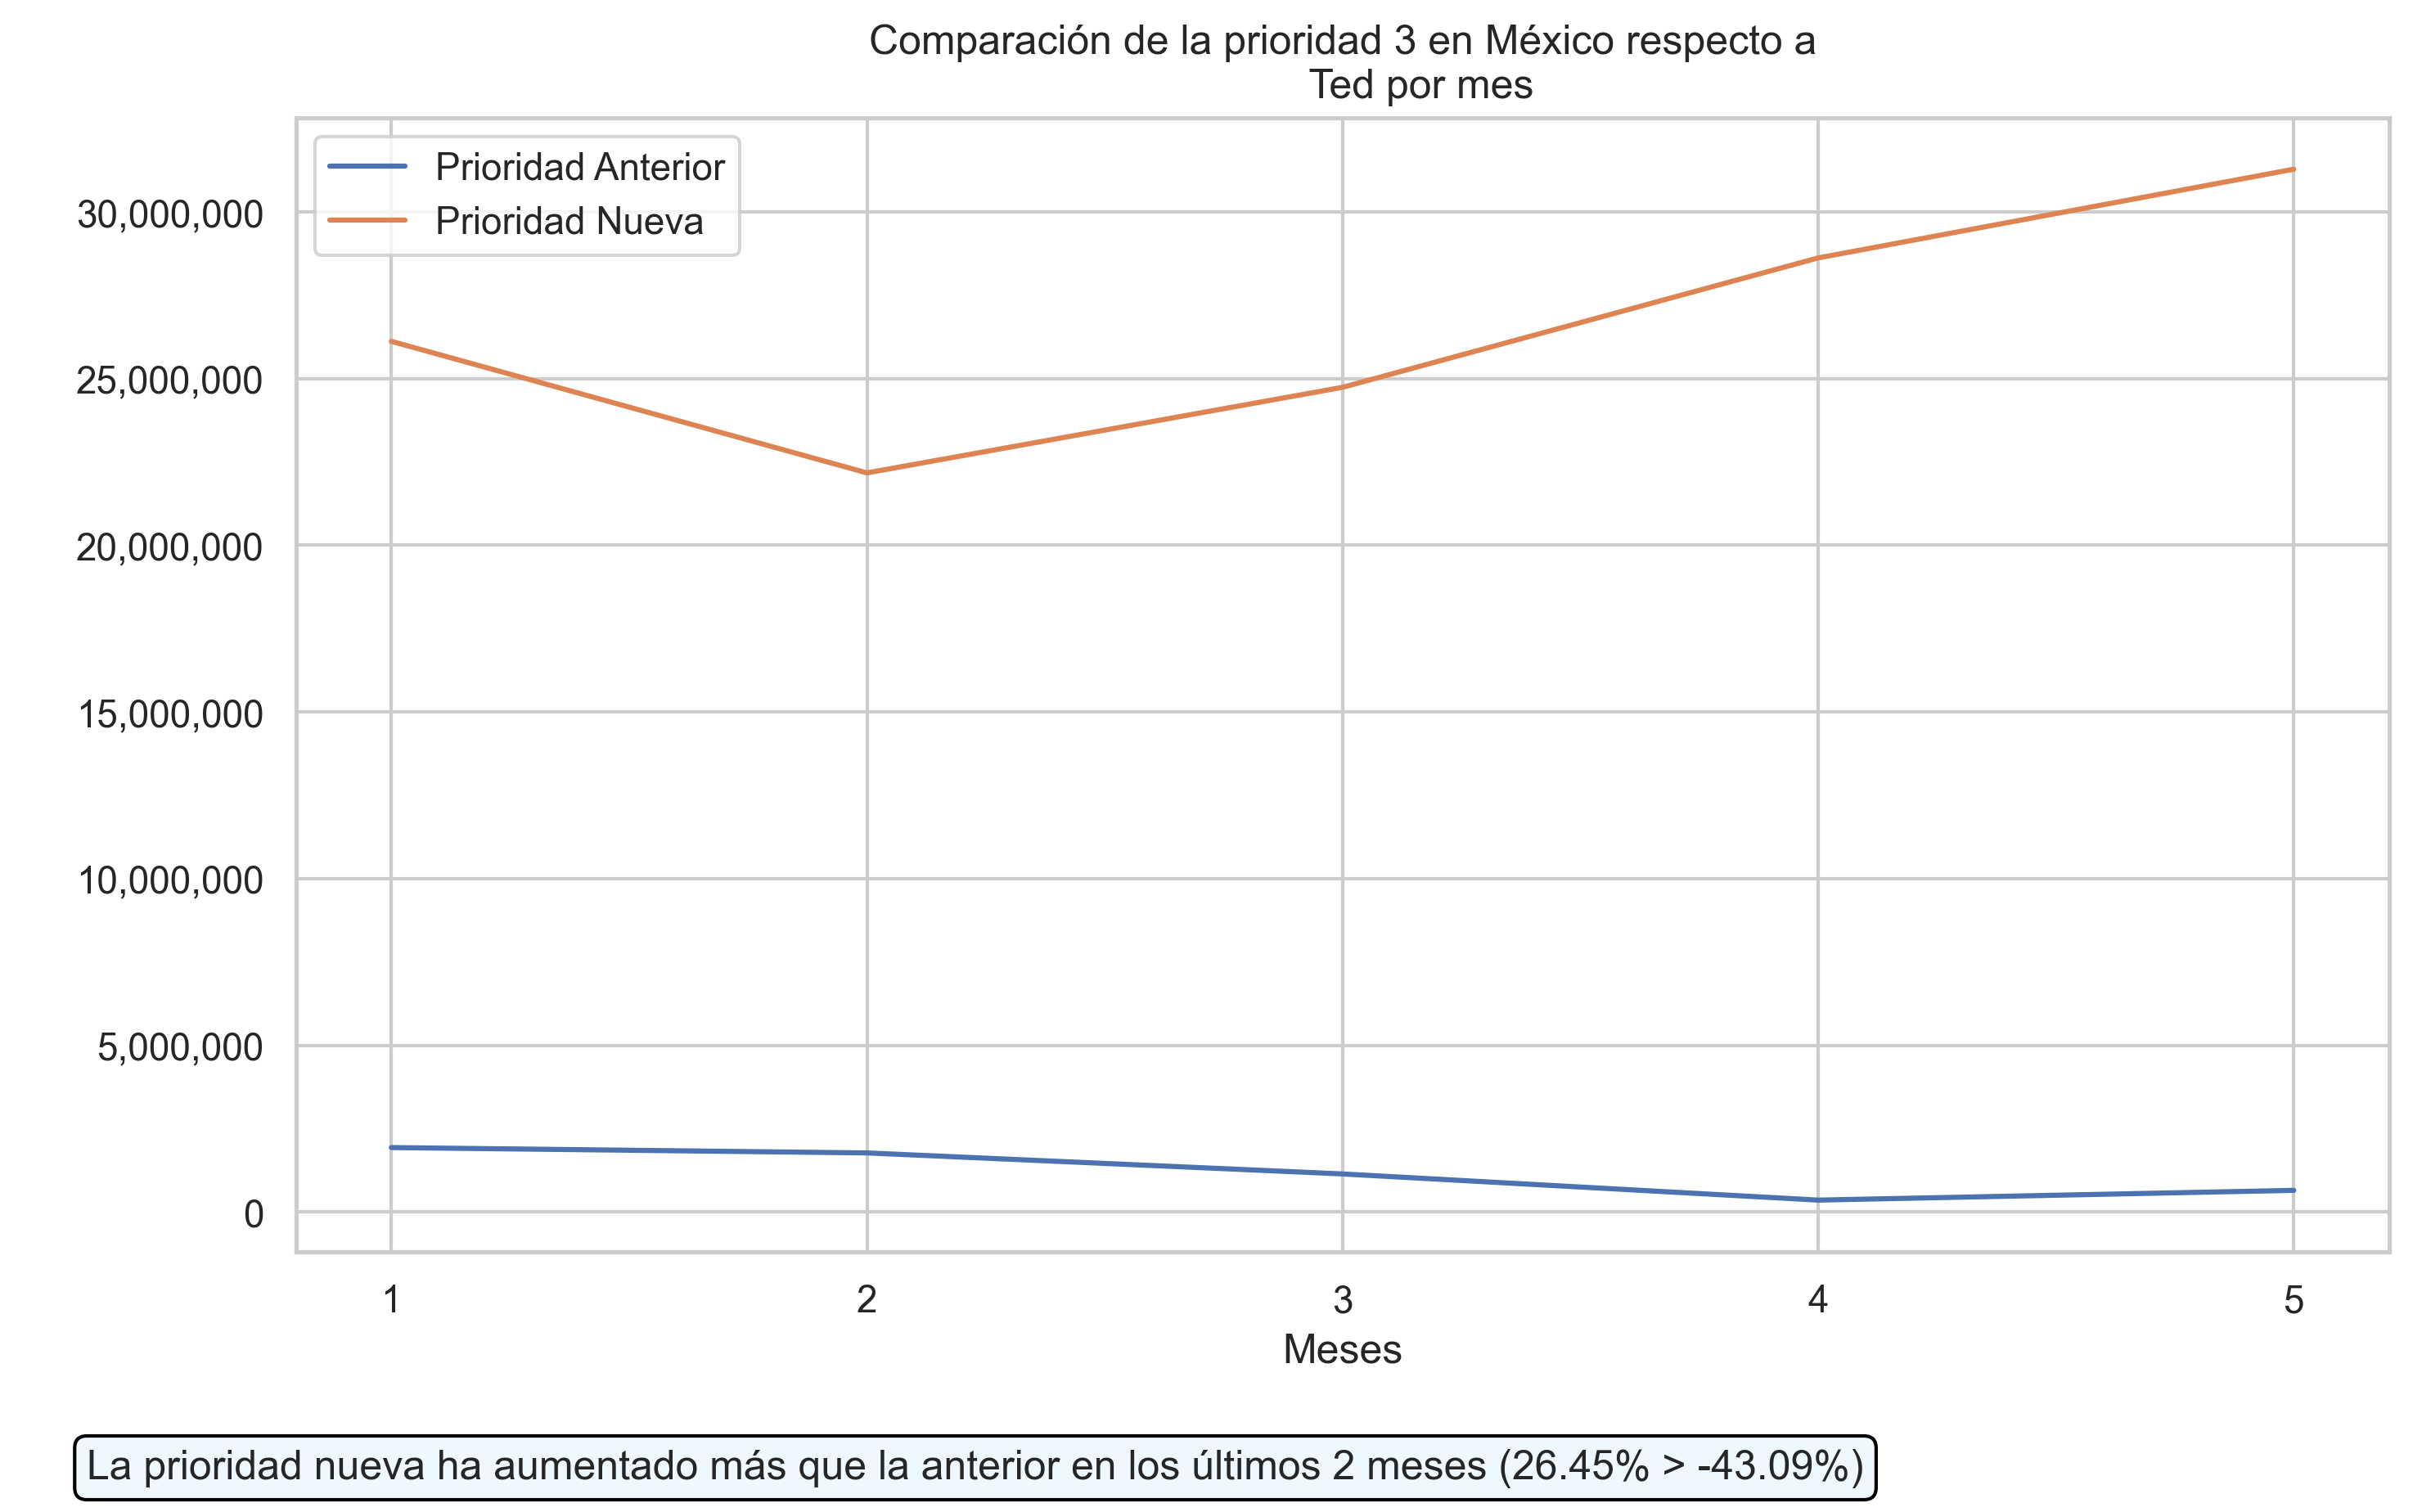 Comparación de la prioridad 3 en México respecto a
Ted por mes
Prioridad Anterior
Prioridad Nueva
30,000,000
25,000,000
20,000,000
15,000,000
10,000,000
5,000,000
0
1 2 3 4 5
Meses
La prioridad nueva ha aumentado más que la anterior en los últimos 2 meses (26.45% > -43.09%)